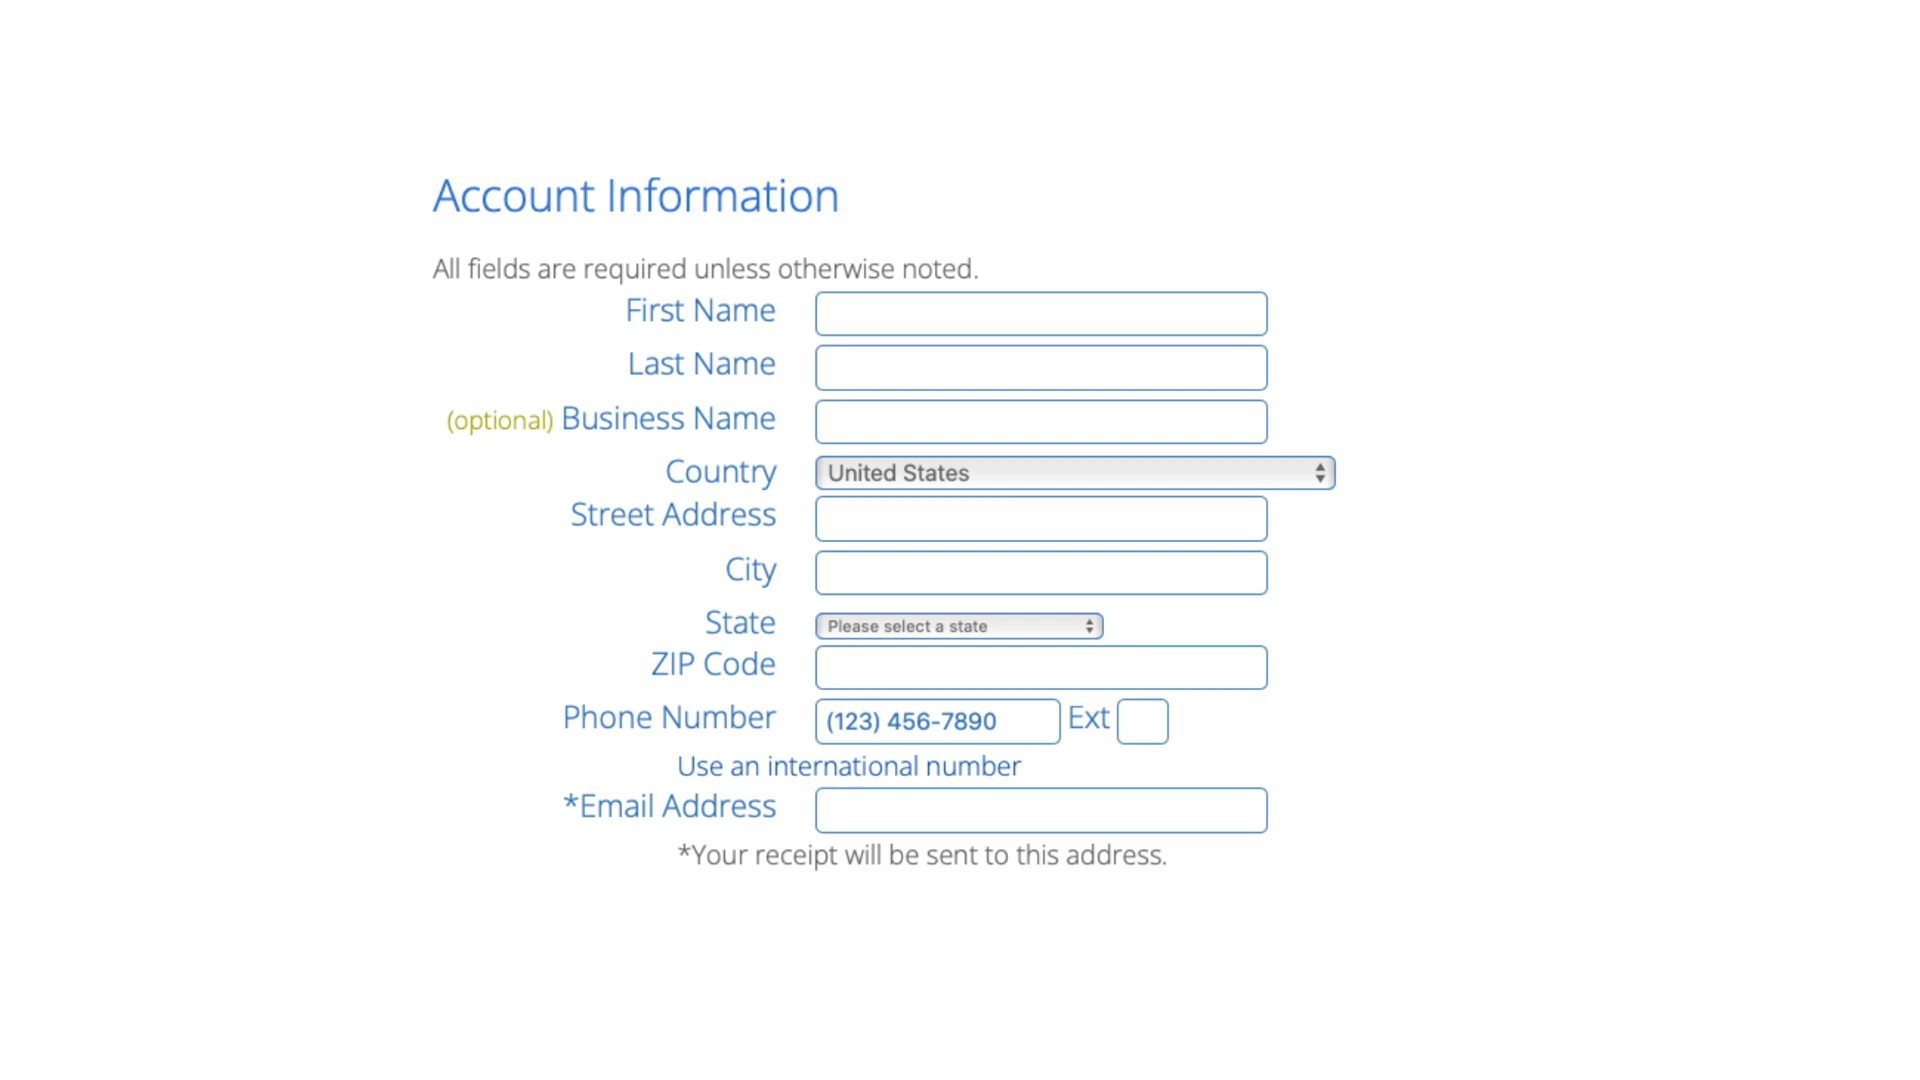 Account Information
All fields are required unless otherwise noted.
First Name
Last Name
(optional) Business Name
Country United States
Street Address
City
State Please select a state
ZIP Code
Phone Number (123) 456-7890 Ext
Use an international number
*Email Address
*Your receipt will be sent to this address.